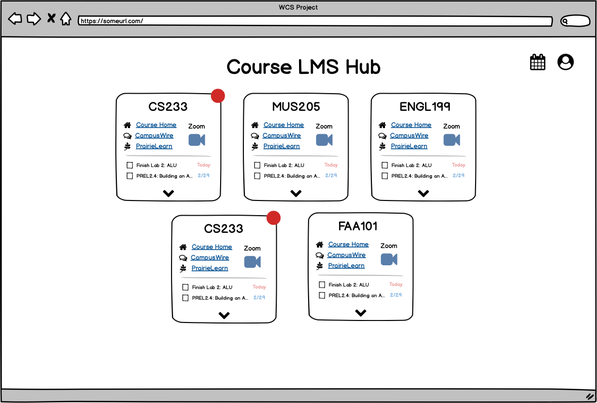 WCS Project
https://someurl.com/
Course LMS Hub
CS233
Course Home
Zoom
CampusWire
PrairieLearn
Finish Lab 2: ALU Today
PREL2.4: Building an A... 2/29
MUS205
Course Home
Zoom
CampusWire
PrairieLearn
Finish Lab 2: ALU Today
PREL2.4: Building an A... 2/29
ENGL199
Course Home
Zoom
CampusWire
PrairieLearn
Finish Lab 2: ALU Today
PREL2.4: Building an A... 2/29
CS233
Course Home
Zoom
CampusWire
PrairieLearn
Finish Lab 2: ALU Today
PREL2.4: Building an A... 2/29
FAA101
Course Home
Zoom
CampusWire
PrairieLearn
Finish Lab 2: ALU Today
PREL2.4: Building an A... 2/29